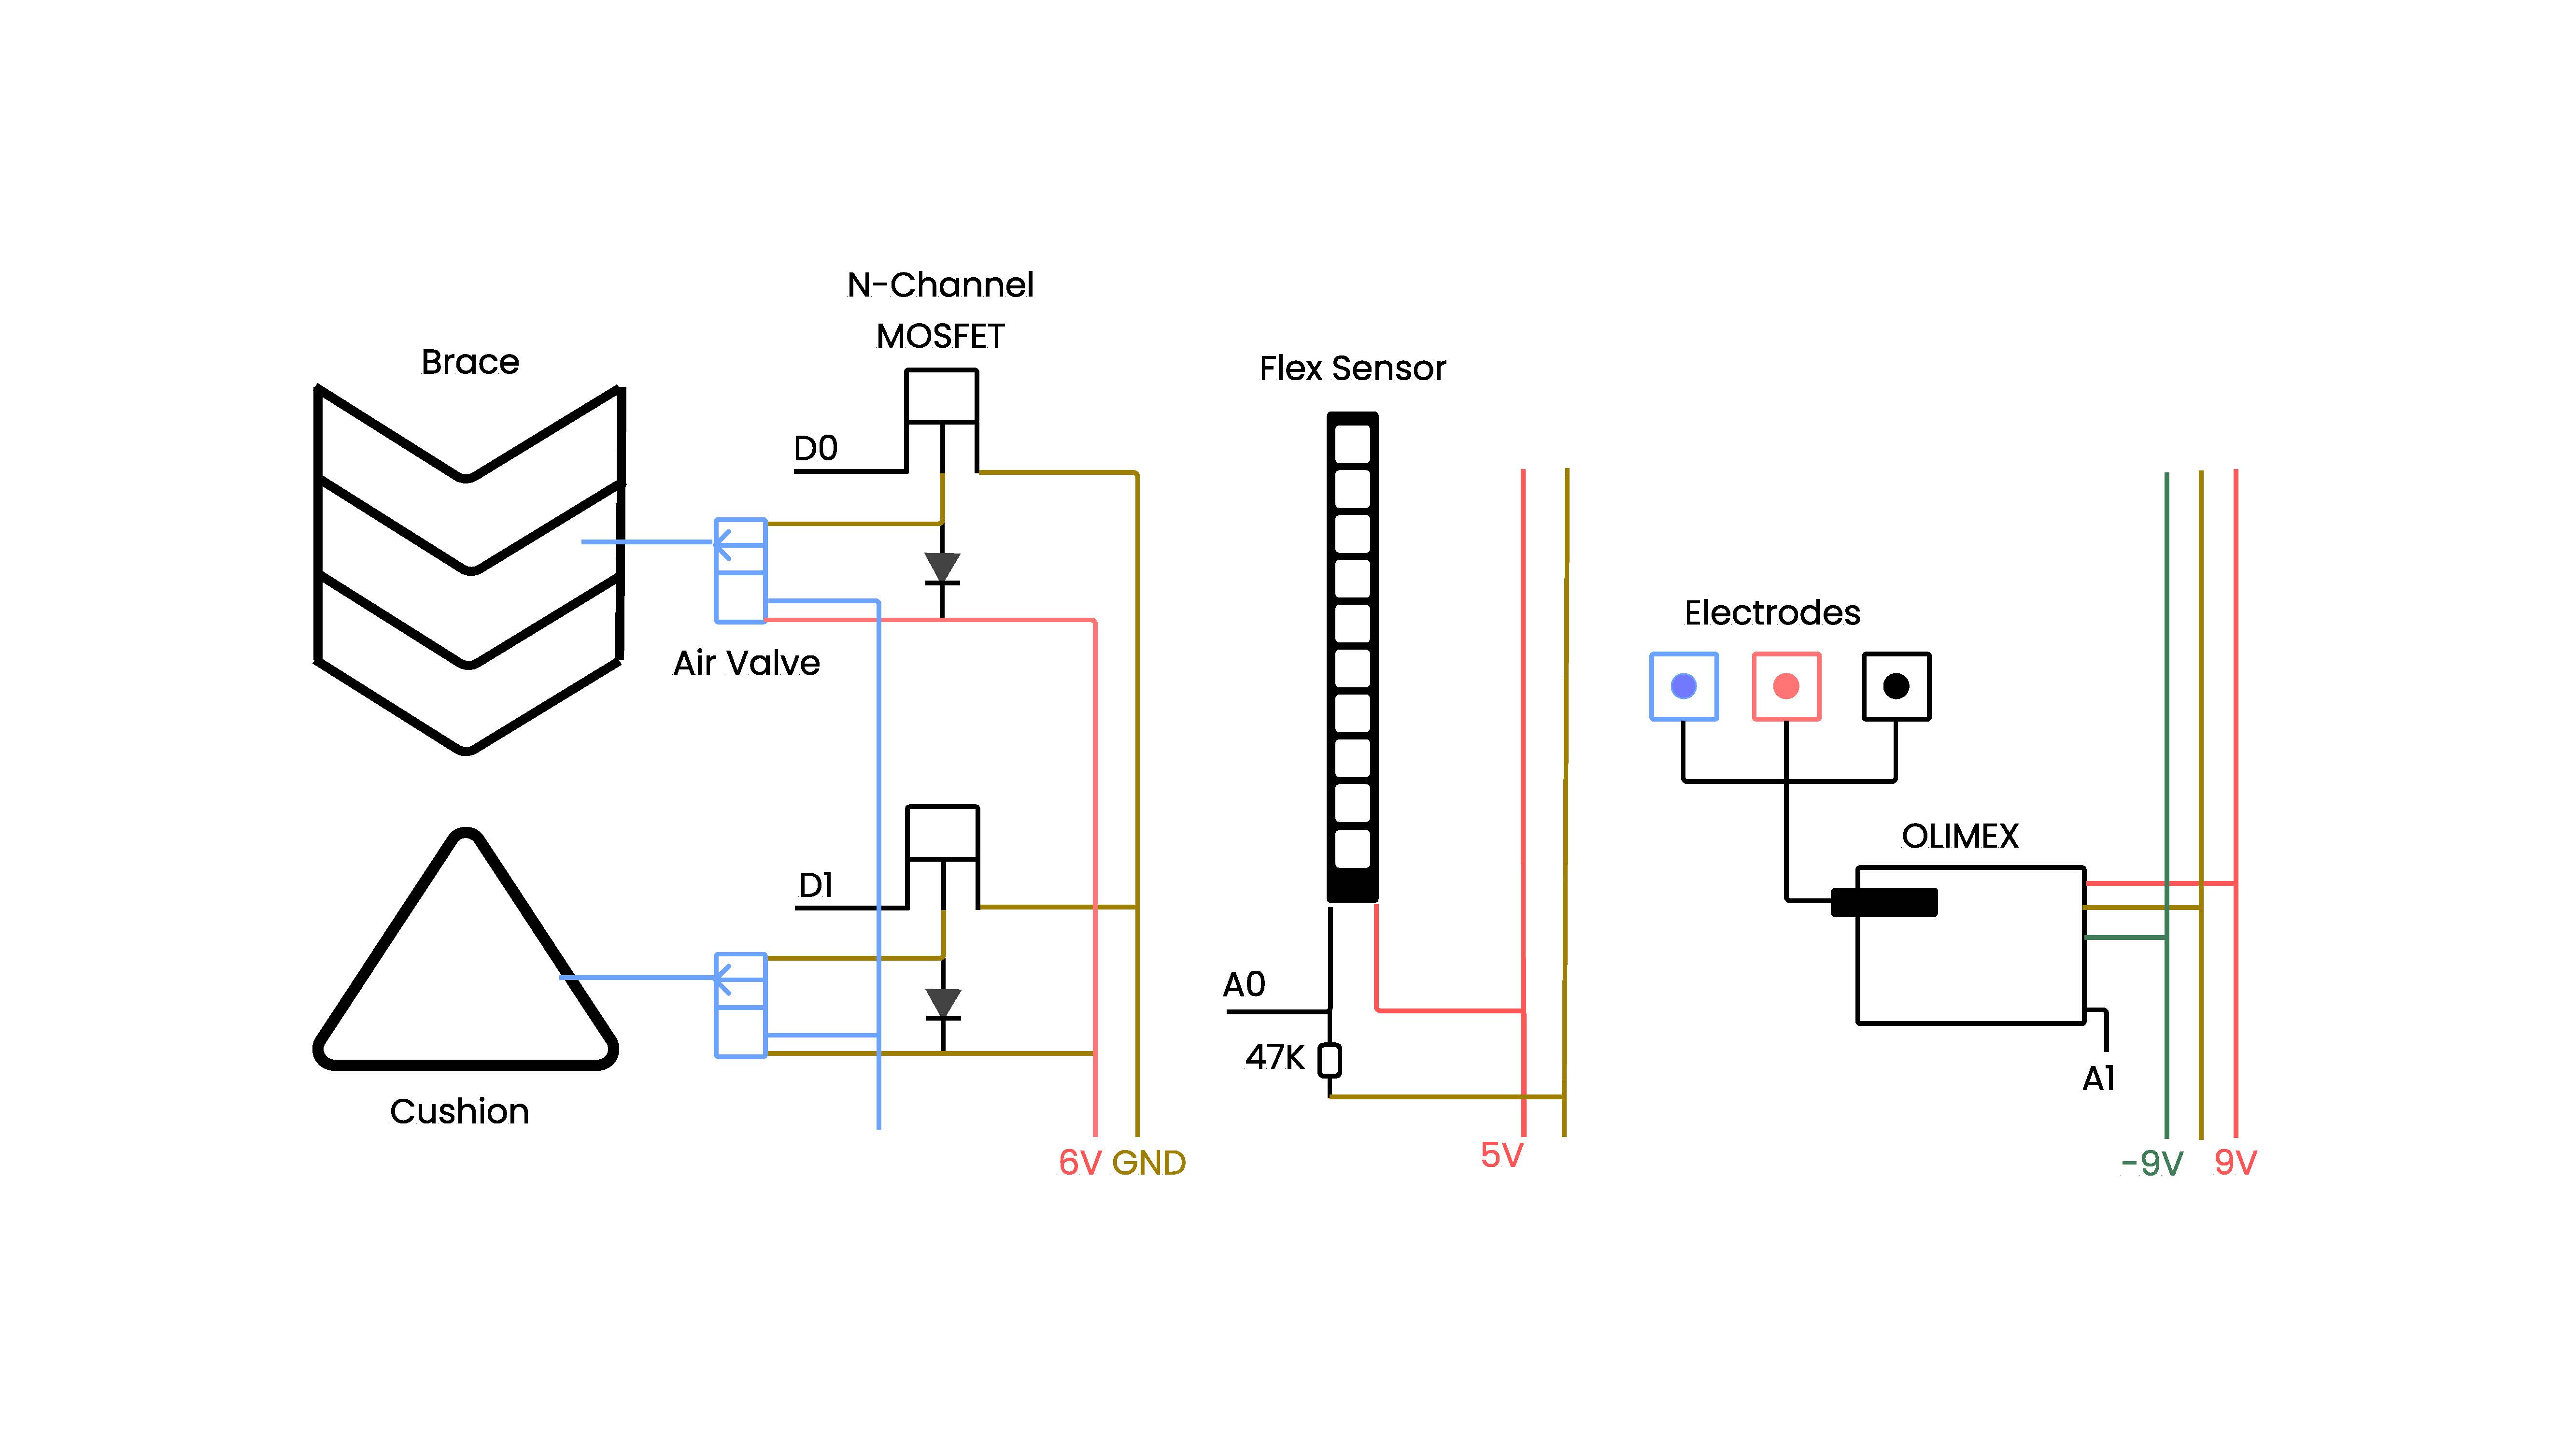 N-Channel
MOSFET
Brace
Flex Sensor
D0
Electrodes
Air Valve
OLIMEX
D1
A0
47K
A1
Cushion
6V GND
5V
-9V 9V